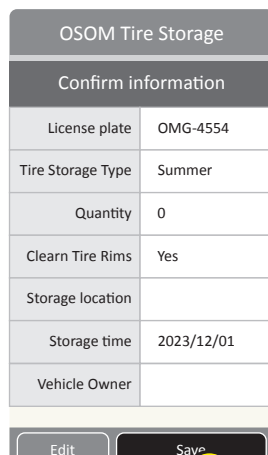 OSOM Tire Storage
Confirm information
License plate OMG-4554
Tire Storage Type Summer
Quantity 0
Clearn Tire Rims Yes
Storage location
Storage time 2023/12/01
Vehicle Owner
Edit Save